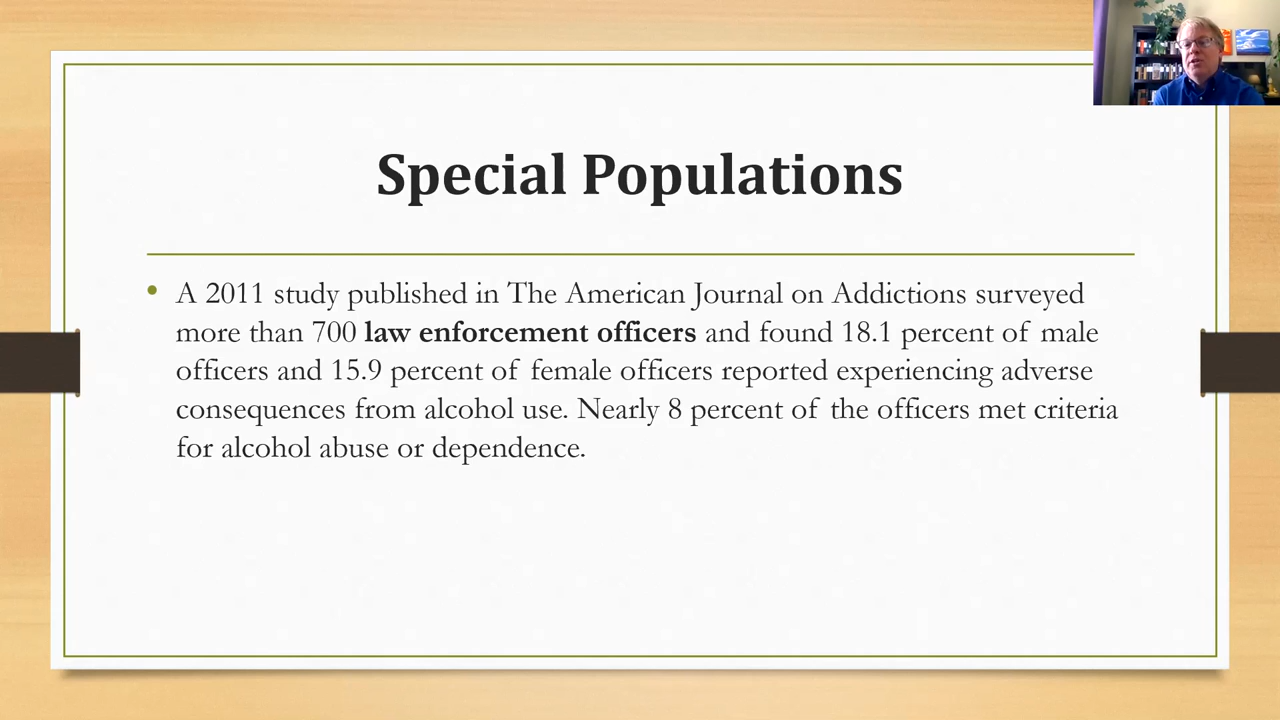 Special Populations
• A 2011 study published in The American Journal on Addictions surveyed
more than 700 law enforcement officers and found 18.1 percent of male
officers and 15.9 percent of female officers reported experiencing adverse
consequences from alcohol use. Nearly 8 percent of the officers met criteria
for alcohol abuse or dependence.